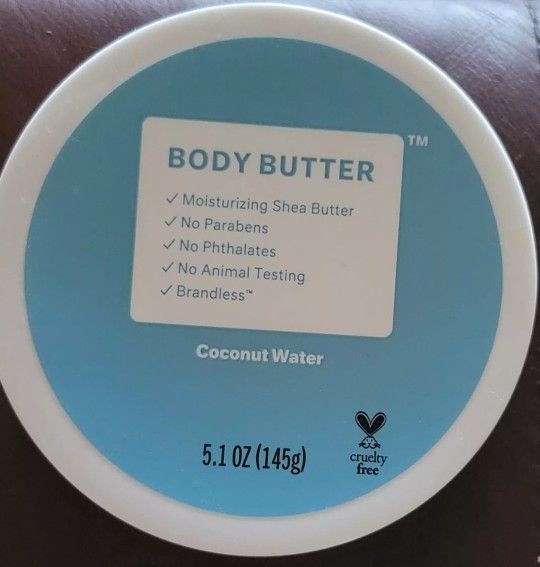 BODY BUTTER
™
✓ Moisturizing Shea Butter
✓ No Parabens
✓ No Phthalates
✓ No Animal Testing
✓ Brandless™
Coconut Water
5.1 OZ (145g)
cruelty
free